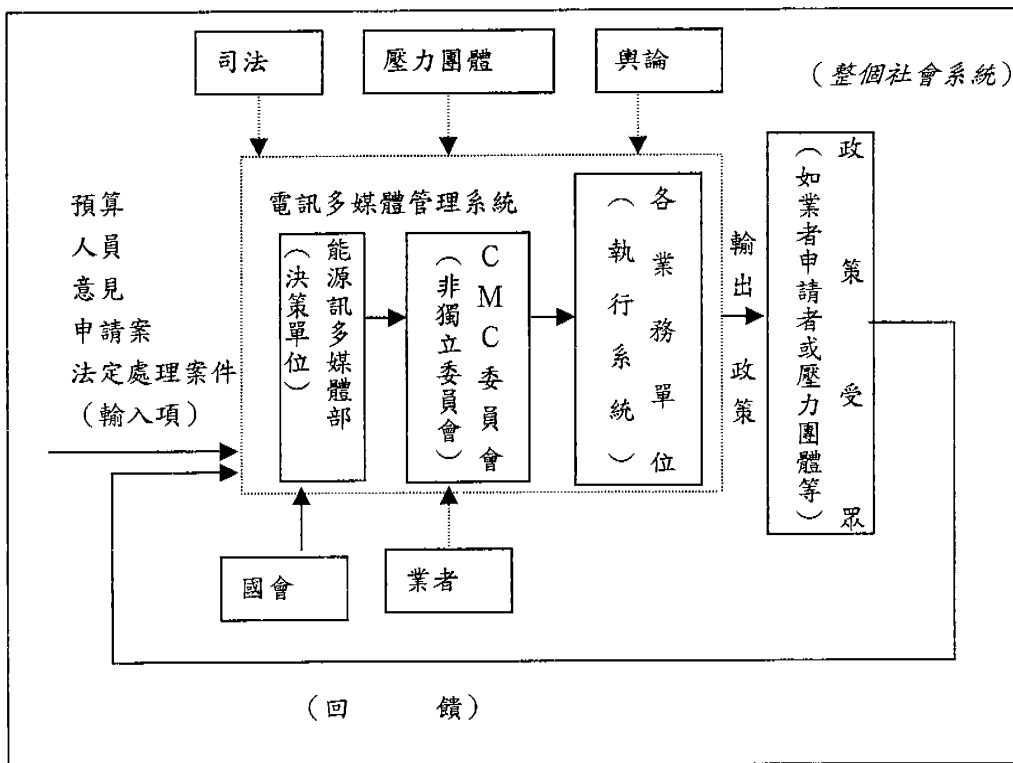 司法
壓力團體
輿論
（整個社會系統）
預算
人員
意見
申請案
法定處理案件
（輸入項）
電訊多媒體管理系統
能源訊多媒體部
（決策單位）
CMC委員會
（非獨立委員會）
各業務單位
（執行系統）
輸出政策
政策受眾
（如業者申請者或壓力團體等）
國會
業者
（回饋）